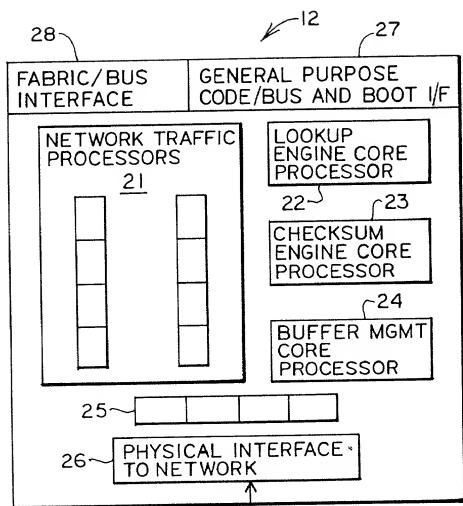 12
28
27
FABRIC/BUS
INTERFACE
GENERAL PURPOSE
CODE/BUS AND BOOT I/F
NETWORK TRAFFIC
PROCESSORS
21
LOOKUP
ENGINE CORE
PROCESSOR
22
23
CHECKSUM
ENGINE CORE
PROCESSOR
24
BUFFER MGMT
CORE
PROCESSOR
25
26
PHYSICAL INTERFACE
TO NETWORK